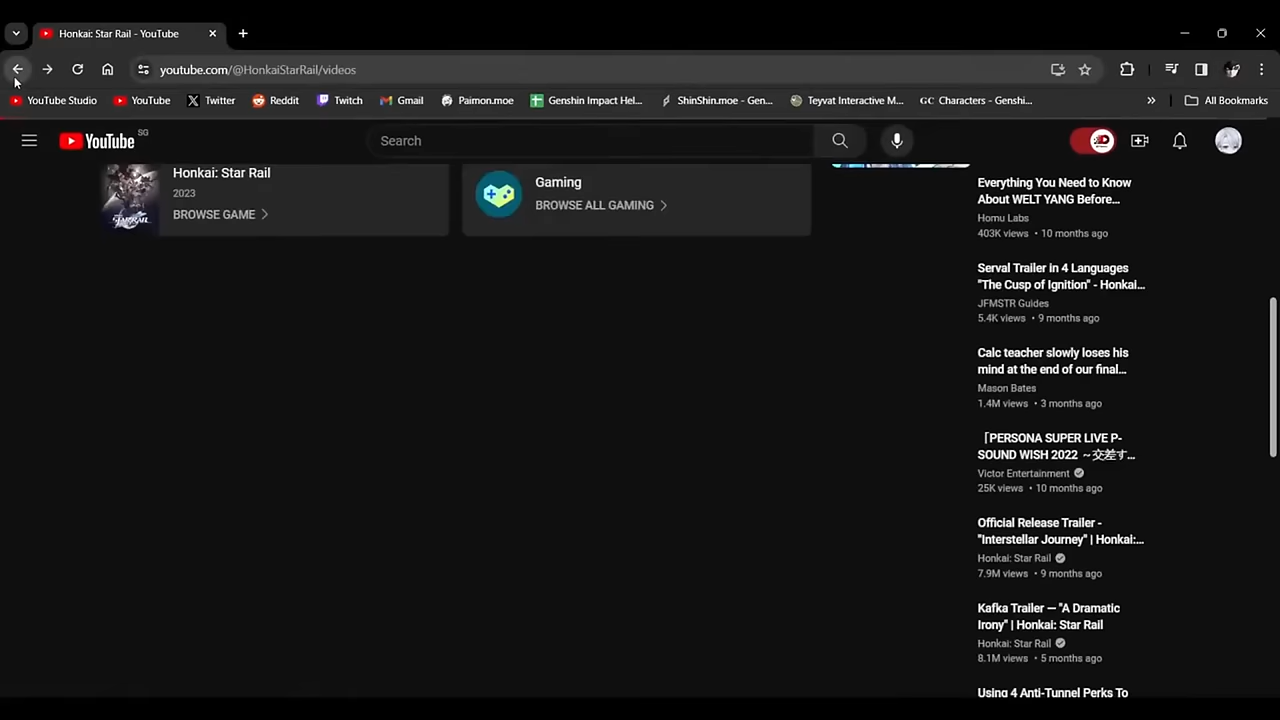 Honkai: Star Rail - YouTube
youtube.com/@HonkaiStarRail/videos
YouTube Studio
YouTube
Twitter
Reddit
Twitch
Gmail
Paimon.moe
Genshin Impact Hel...
ShinShin.moe - Gen...
Teyvat Interactive M...
GC Characters - Genshi...
All Bookmarks
YouTube SG
Search
Honkai: Star Rail
2023
BROWSE GAME
Gaming
BROWSE ALL GAMING
Everything You Need to Know
About WELT YANG Before...
Homu Labs
403K views • 10 months ago
Serval Trailer in 4 Languages
"The Cusp of Ignition" - Honkai...
JFMSTR Guides
5.4K views • 9 months ago
Calc teacher slowly loses his
mind at the end of our final...
Mason Bates
1.4M views • 3 months ago
「PERSONA SUPER LIVE P-
SOUND WISH 2022 ～交差す...
Victor Entertainment
25K views • 10 months ago
Official Release Trailer -
"Interstellar Journey" | Honkai:...
Honkai: Star Rail
7.9M views • 9 months ago
Kafka Trailer — "A Dramatic
Irony" | Honkai: Star Rail
Honkai: Star Rail
8.1M views • 5 months ago
Using 4 Anti-Tunnel Perks To